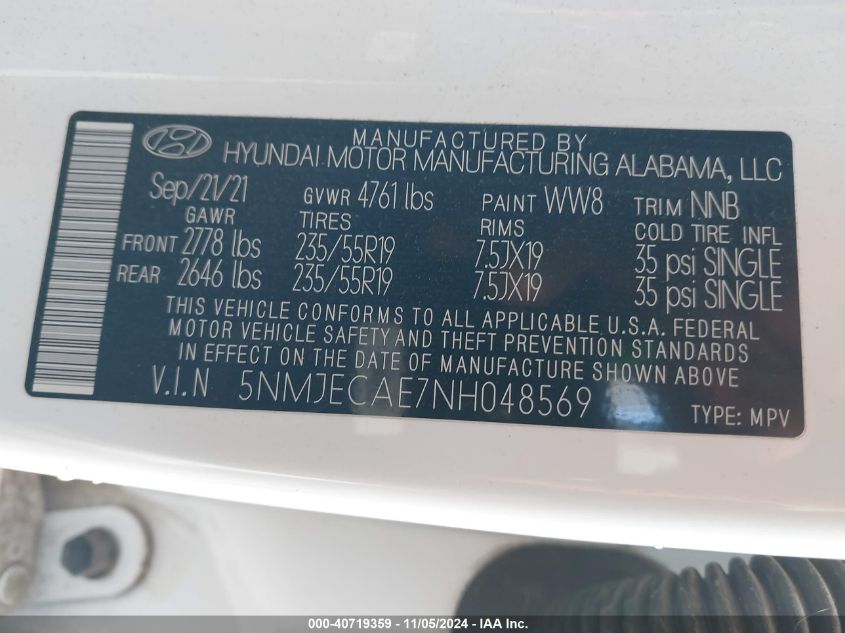 MANUFACTURED BY
HYUNDAI MOTOR MANUFACTURING ALABAMA, LLC
Sep/21/21 GVWR 4761 lbs PAINT WW8 TRIM NNB
GAWR TIRES RIMS COLD TIRE INFL
FRONT 2778 lbs 235/55R19 7.5JX19 35 psi SINGLE
REAR 2646 lbs 235/55R19 7.5JX19 35 psi SINGLE
THIS VEHICLE CONFORMS TO ALL APPLICABLE U.S.A. FEDERAL
MOTOR VEHICLE SAFETY AND THEFT PREVENTION STANDARDS
IN EFFECT ON THE DATE OF MANUFACTURE SHOWN ABOVE.
V.I.N 5NMJECAE7NH048569 TYPE: MPV
000-40719359 - 11/05/2024 - IAA Inc.